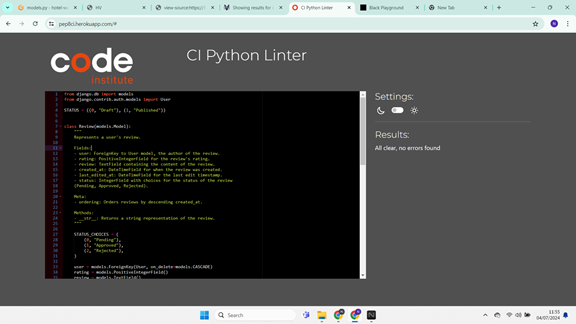 models.py - hotel-w
HV
view-source:https://
Showing results for
CI Python Linter
Black Playground
New Tab
pep8ci.herokuapp.com/#
code
institute
CI Python Linter
1 from django.db import models
2 from django.contrib.auth.models import User
3
4 STATUS = ((0, "Draft"), (1, "Published"))
5
6
7 class Review(models.Model):
8 """
9 Represents a user's review.
10
11 Fields:
12 - user: ForeignKey to User model, the author of the review.
13 - rating: PositiveIntegerField for the review's rating.
14 - review: TextField containing the content of the review.
15 - created_at: DateTimeField for when the review was created.
16 - last_edited_at: DateTimeField for the last edit timestamp.
17 - status: IntegerField with choices for the status of the review
18 (Pending, Approved, Rejected).
19
20 Meta:
21 - ordering: Orders reviews by descending created_at.
22
23 Methods:
24 - __str__: Returns a string representation of the review.
25 """
26
27 STATUS_CHOICES = (
28 (0, "Pending"),
29 (1, "Approved"),
30 (2, "Rejected"),
31 )
32
33 user = models.ForeignKey(User, on_delete=models.CASCADE)
34 rating = models.PositiveIntegerField()
35 review = models.TextField()
Settings:
Results:
All clear, no errors found
Search
11:55
04/07/2024